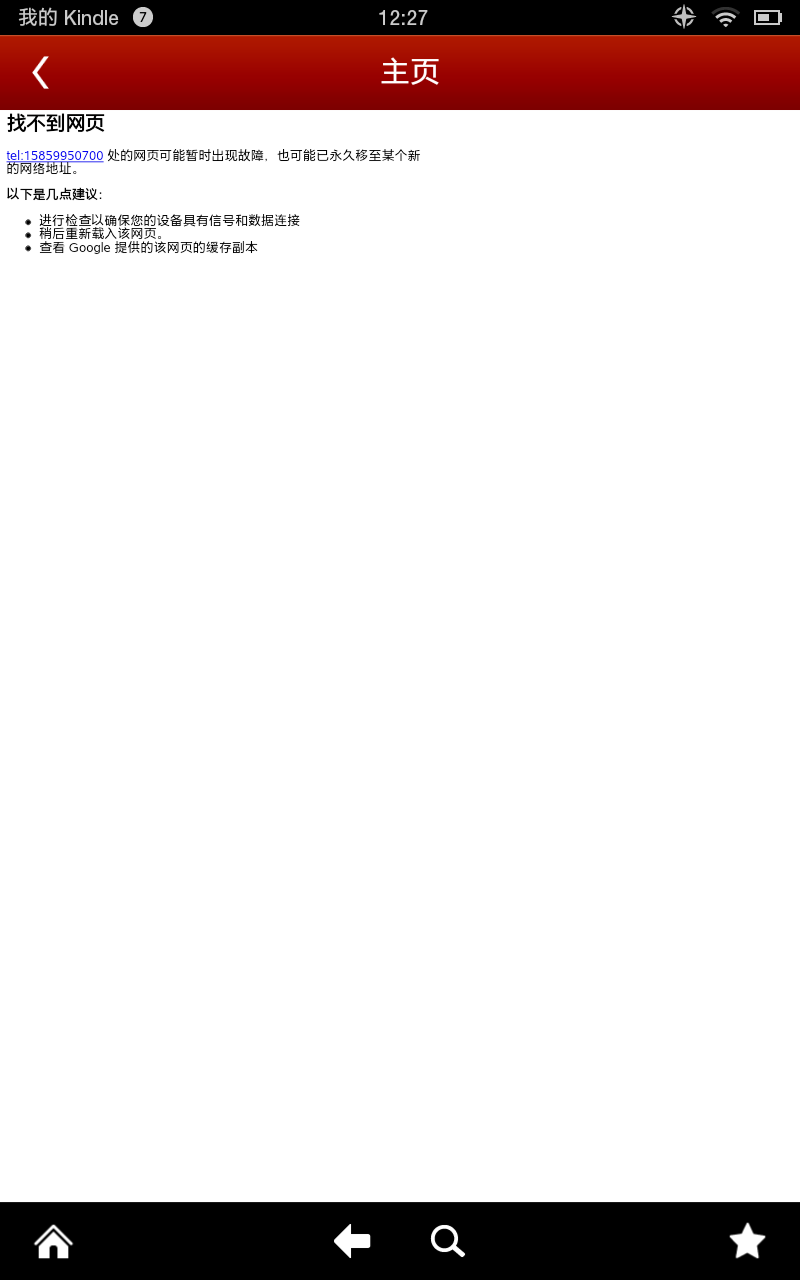 我的 Kindle 7 12:27
主页
找不到网页
tel:15859950700 处的网页可能暂时出现故障，也可能已永久移至某个新
的网络地址。
以下是几点建议：
进行检查以确保您的设备具有信号和数据连接
稍后重新载入该网页。
查看 Google 提供的该网页的缓存副本